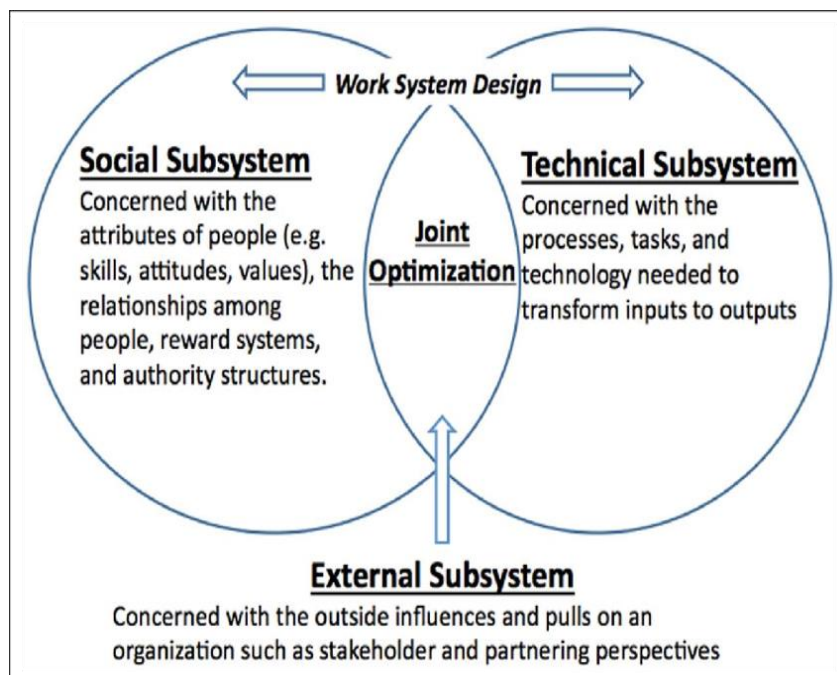 Work System Design
Social Subsystem
Concerned with the
attributes of people (e.g.
skills, attitudes, values), the
relationships among
people, reward systems,
and authority structures.
Joint
Optimization
Technical Subsystem
Concerned with the
processes, tasks, and
technology needed to
transform inputs to outputs
External Subsystem
Concerned with the outside influences and pulls on an
organization such as stakeholder and partnering perspectives